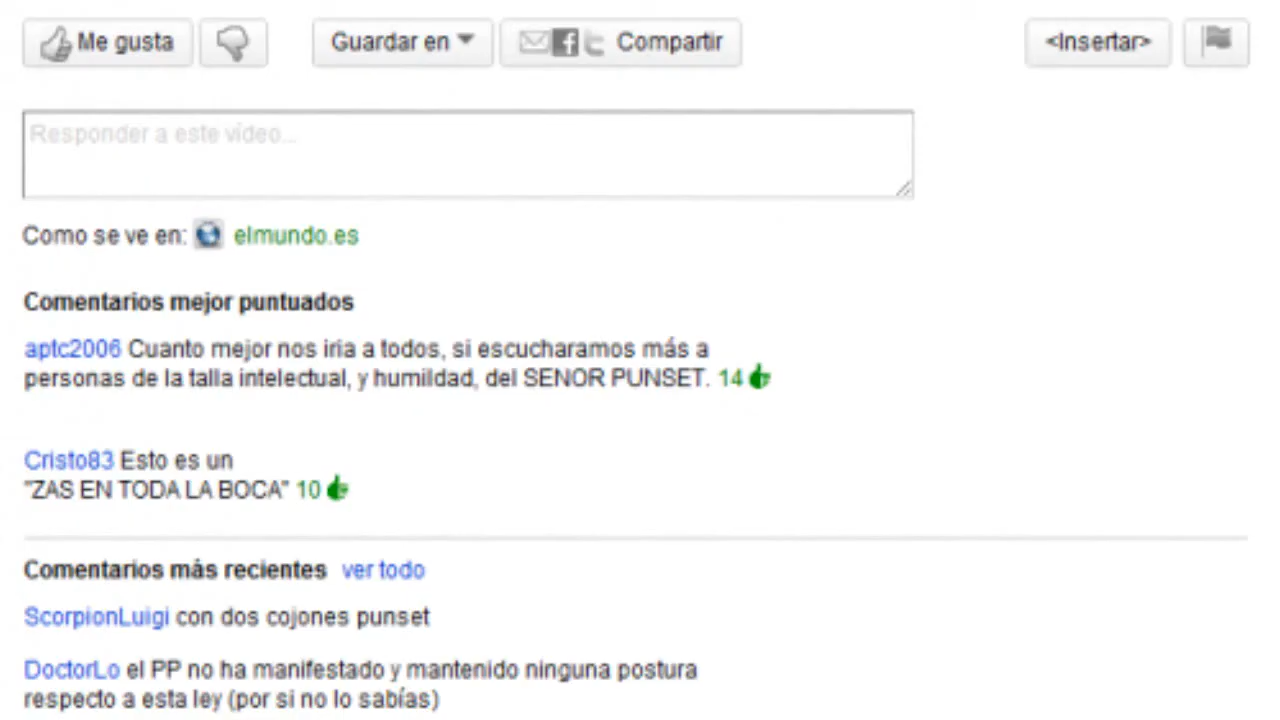 Me gusta Guardar en Compartir <Insertar>
Responder a este vídeo...
Como se ve en: elmundo.es
Comentarios mejor puntuados
aptc2006 Cuanto mejor nos iria a todos, si escucharamos más a
personas de la talla intelectual, y humildad, del SENOR PUNSET. 14
Cristo83 Esto es un
"ZAS EN TODA LA BOCA" 10
Comentarios más recientes ver todo
ScorpionLuigi con dos cojones punset
DoctorLo el PP no ha manifestado y mantenido ninguna postura
respecto a esta ley (por si no lo sabías)